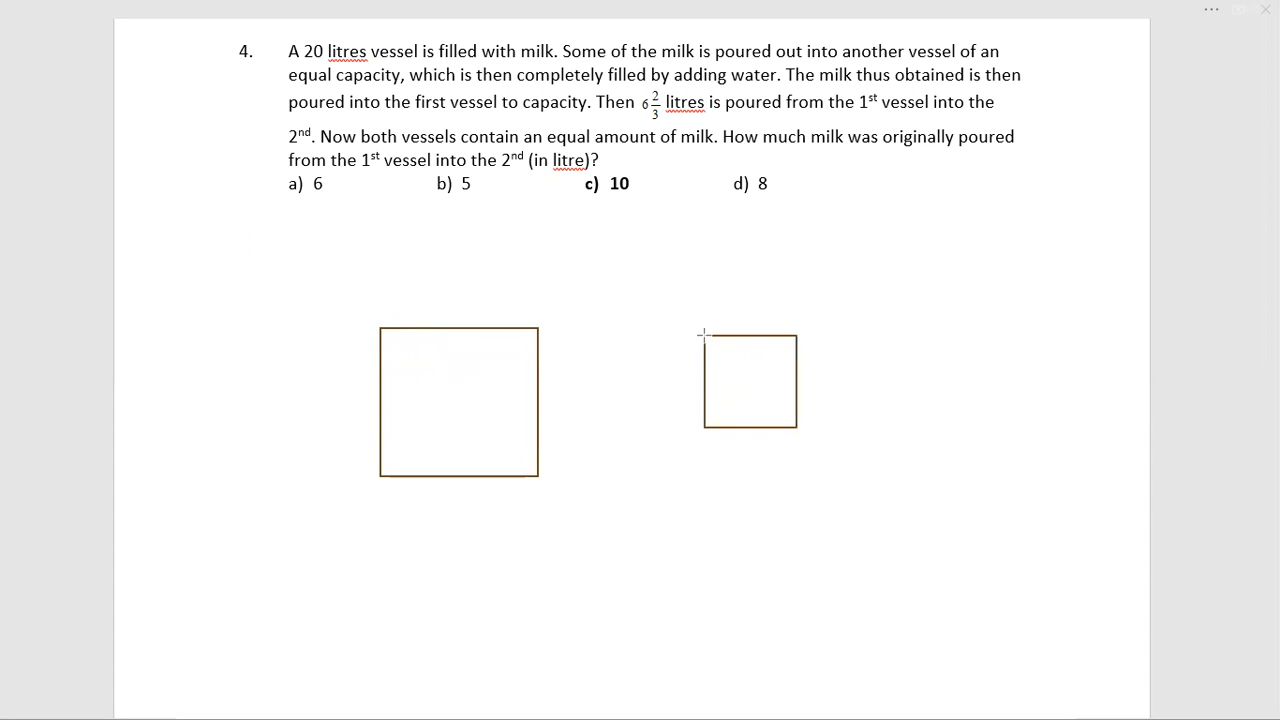 4. A 20 litres vessel is filled with milk. Some of the milk is poured out into another vessel of an
equal capacity, which is then completely filled by adding water. The milk thus obtained is then
poured into the first vessel to capacity. Then 6 2/3 litres is poured from the 1st vessel into the
2nd. Now both vessels contain an equal amount of milk. How much milk was originally poured
from the 1st vessel into the 2nd (in litre)?
a) 6 b) 5 c) 10 d) 8